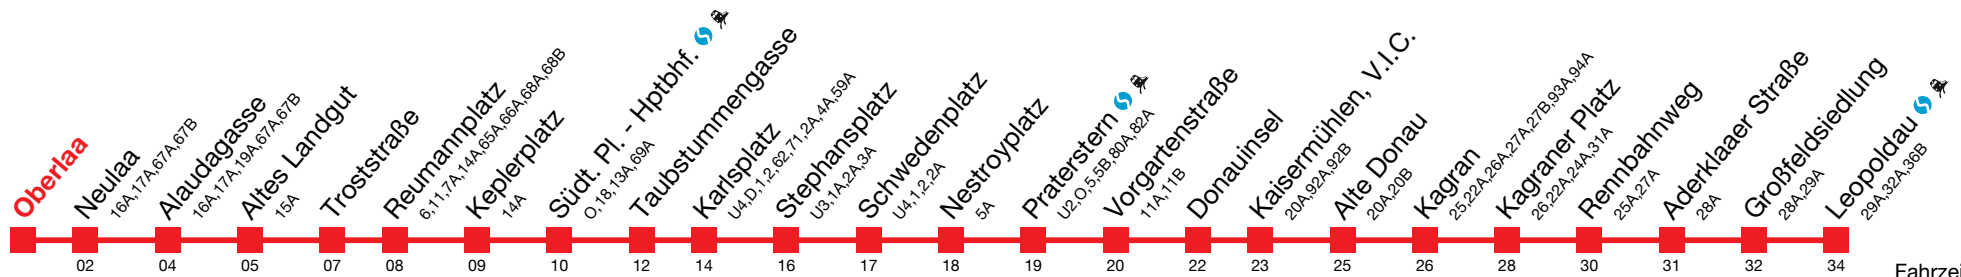 Oberlaa
Neulaa
16A,17A,67A,67B
Alaudagasse
16A,17A,19A,67A,67B
Altes Landgut
15A
Troststraße
Reumannplatz
6,11,7A,14A,65A,66A,68A,68B
Keplerplatz
14A
Südt. Pl. - Hptbhf.
O,18,13A,69A
Taubstummengasse
Karlsplatz
U4,D,1,2,62,71,2A,4A,59A
Stephansplatz
U3,1A,2A,3A
Schwedenplatz
U4,1,2,2A
Nestroyplatz
5A
Praterstern
U2,O,5,5B,80A,82A
Vorgartenstraße
11A,11B
Donauinsel
Kaisermühlen, V.I.C.
20A,92A,92B
Alte Donau
20A,20B
Kagran
25,22A,26A,27A,27B,93A,94A
Kagraner Platz
26,22A,24A,31A
Rennbahnweg
25A,27A
Aderklaaer Straße
28A
Großfeldsiedlung
28A,29A
Leopoldau
29A,32A,36B
02 04 05 07 08 09 10 12 14 16 17 18 19 20 22 23 25 26 28 30 31 32 34
Fahrzei